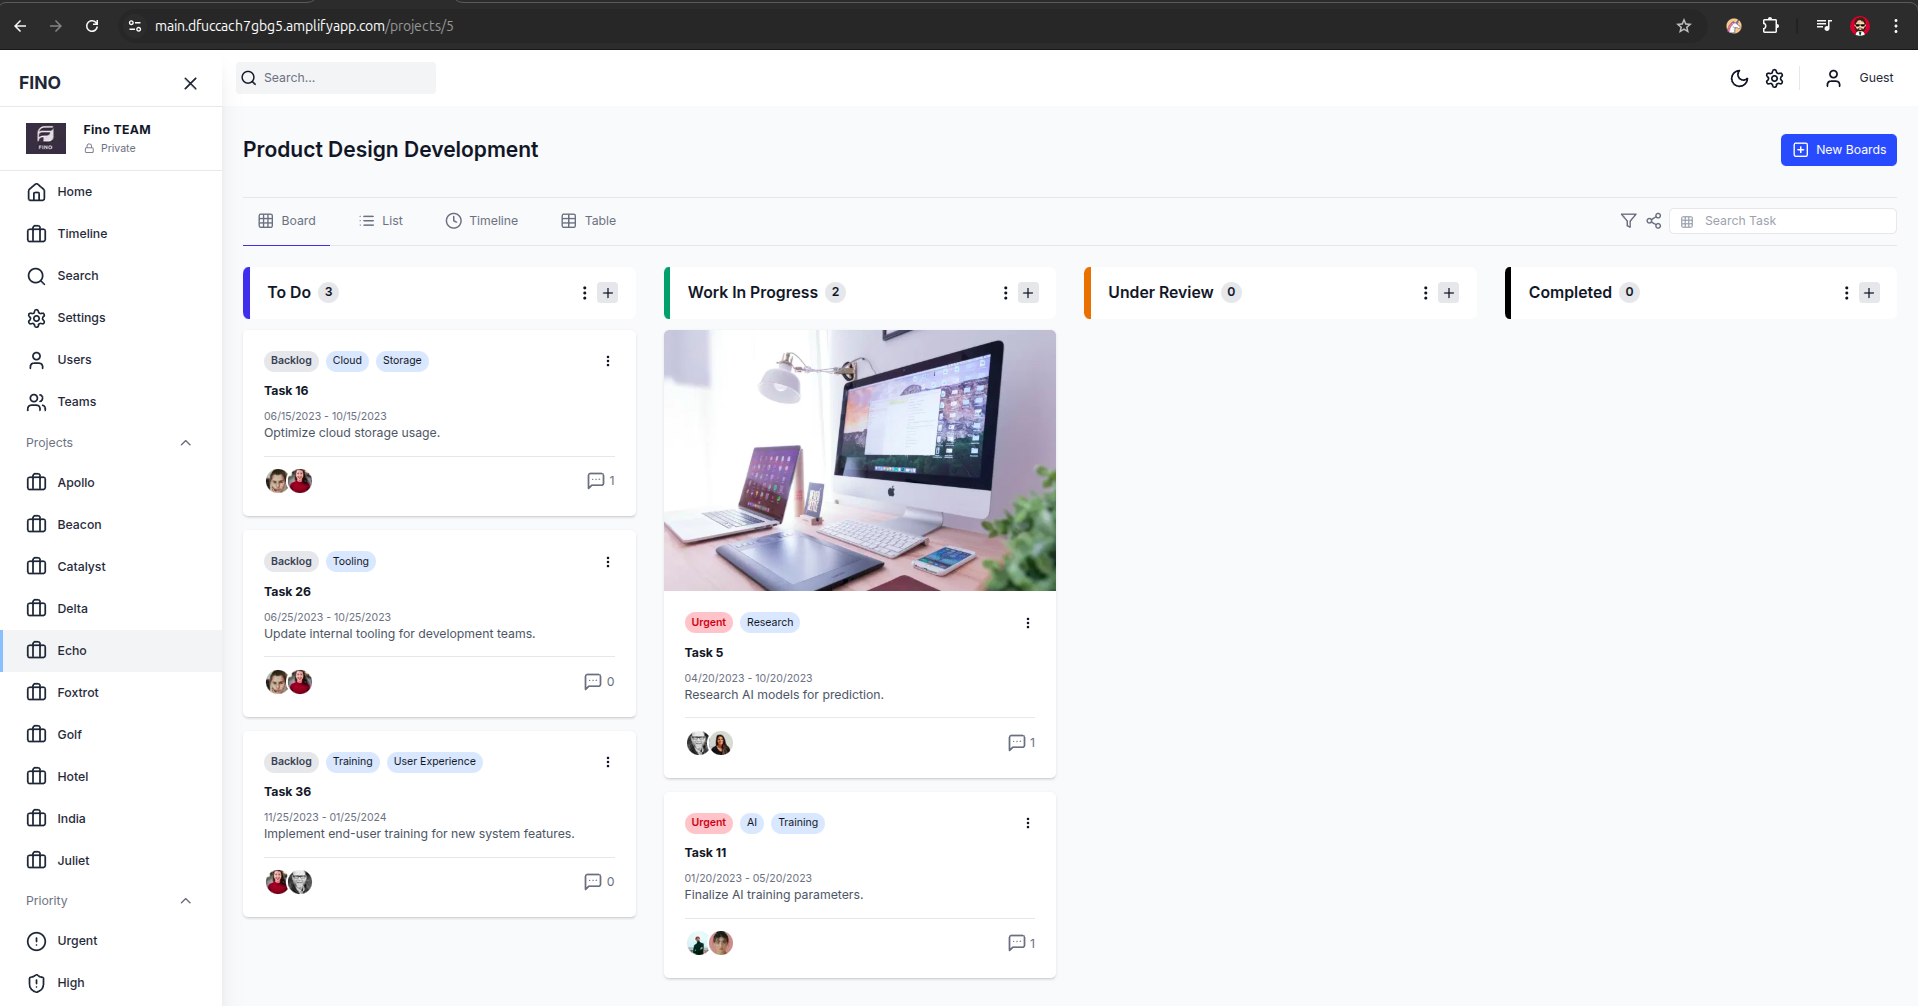 main.dfuccach7gbg5.amplifyapp.com/projects/5
FINO
Search...
Guest
FINO
Fino TEAM
Private
Home
Timeline
Search
Settings
Users
Teams
Projects
Apollo
Beacon
Catalyst
Delta
Echo
Foxtrot
Golf
Hotel
India
Juliet
Priority
Urgent
High
Product Design Development
New Boards
Board
List
Timeline
Table
Search Task
To Do 3
Backlog Cloud Storage
Task 16
06/15/2023 - 10/15/2023
Optimize cloud storage usage.
1
Backlog Tooling
Task 26
06/25/2023 - 10/25/2023
Update internal tooling for development teams.
0
Backlog Training User Experience
Task 36
11/25/2023 - 01/25/2024
Implement end-user training for new system features.
0
Work In Progress 2
Urgent Research
Task 5
04/20/2023 - 10/20/2023
Research AI models for prediction.
1
Urgent AI Training
Task 11
01/20/2023 - 05/20/2023
Finalize AI training parameters.
1
Under Review 0
Completed 0